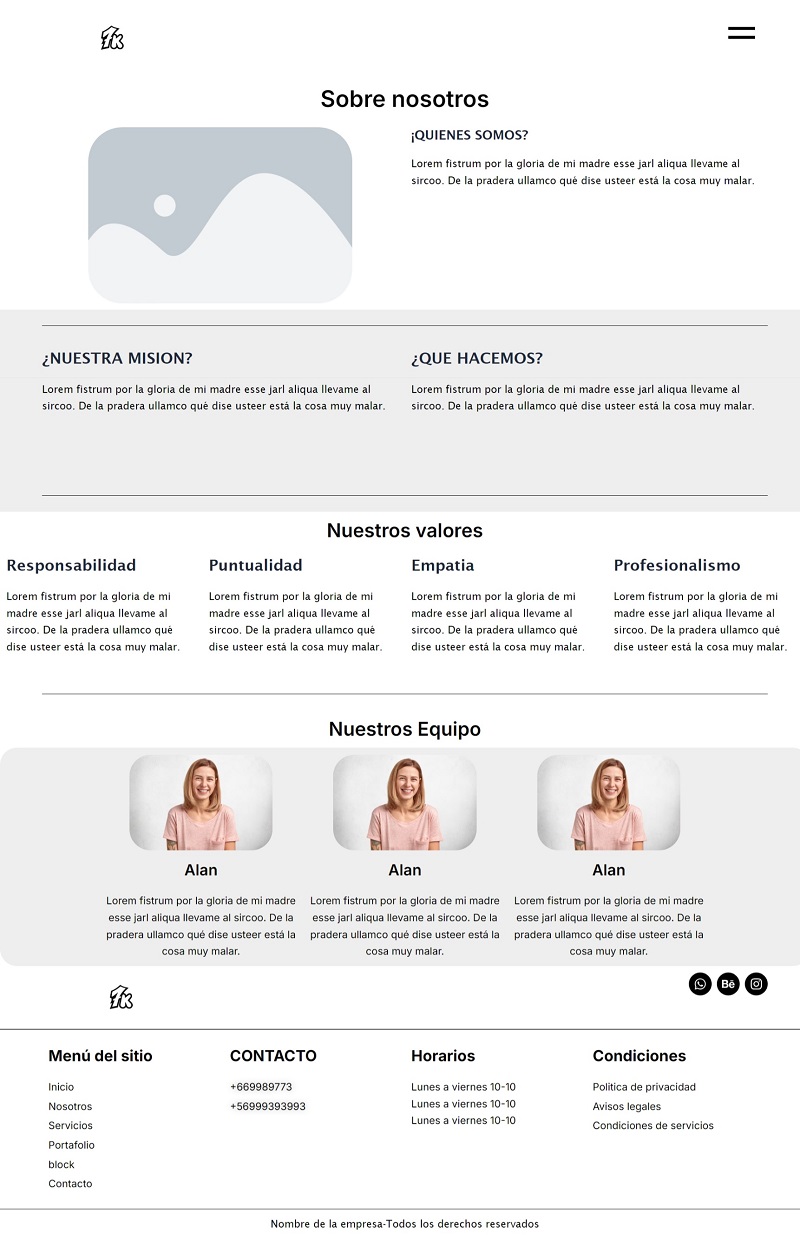 Sobre nosotros
¡QUIENES SOMOS?
Lorem fistrum por la gloria de mi madre esse jarl aliqua llevame al
sircoo. De la pradera ullamco qué dise usteer está la cosa muy malar.
¿NUESTRA MISION?
Lorem fistrum por la gloria de mi madre esse jarl aliqua llevame al
sircoo. De la pradera ullamco qué dise usteer está la cosa muy malar.
¿QUE HACEMOS?
Lorem fistrum por la gloria de mi madre esse jarl aliqua llevame al
sircoo. De la pradera ullamco qué dise usteer está la cosa muy malar.
Nuestros valores
Responsabilidad
Lorem fistrum por la gloria de mi
madre esse jarl aliqua llevame al
sircoo. De la pradera ullamco qué
dise usteer está la cosa muy malar.
Puntualidad
Lorem fistrum por la gloria de mi
madre esse jarl aliqua llevame al
sircoo. De la pradera ullamco qué
dise usteer está la cosa muy malar.
Empatia
Lorem fistrum por la gloria de mi
madre esse jarl aliqua llevame al
sircoo. De la pradera ullamco qué
dise usteer está la cosa muy malar.
Profesionalismo
Lorem fistrum por la gloria de mi
madre esse jarl aliqua llevame al
sircoo. De la pradera ullamco qué
dise usteer está la cosa muy malar.
Nuestros Equipo
Alan
Lorem fistrum por la gloria de mi madre
esse jarl aliqua llevame al sircoo. De la
pradera ullamco qué dise usteer está la
cosa muy malar.
Alan
Lorem fistrum por la gloria de mi madre
esse jarl aliqua llevame al sircoo. De la
pradera ullamco qué dise usteer está la
cosa muy malar.
Alan
Lorem fistrum por la gloria de mi madre
esse jarl aliqua llevame al sircoo. De la
pradera ullamco qué dise usteer está la
cosa muy malar.
Bē
Menú del sitio
Inicio
Nosotros
Servicios
Portafolio
block
Contacto
CONTACTO
+669989773
+56999393993
Horarios
Lunes a viernes 10-10
Lunes a viernes 10-10
Lunes a viernes 10-10
Condiciones
Politica de privacidad
Avisos legales
Condiciones de servicios
Nombre de la empresa-Todos los derechos reservados